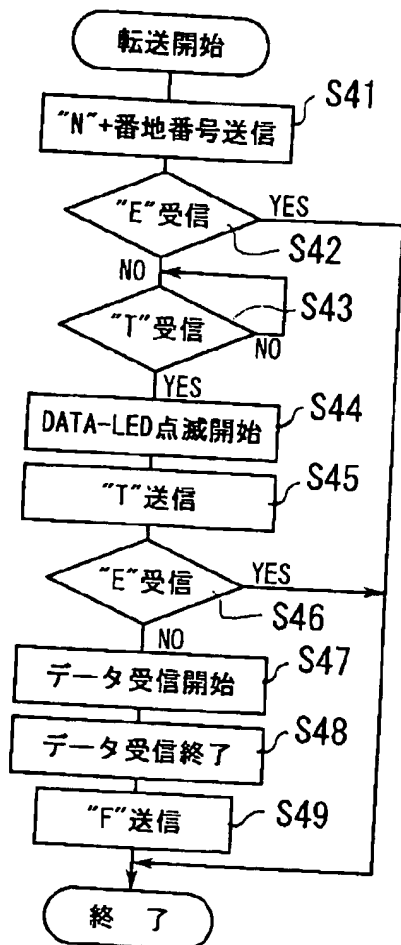 転送開始
S41
"N"+番地番号送信
"E"受信
YES
S42
NO
"T"受信
S43
NO
YES
S44
DATA-LED点滅開始
S45
"T"送信
"E"受信
YES
S46
NO
S47
データ受信開始
S48
データ受信終了
"F"送信
S49
終 了